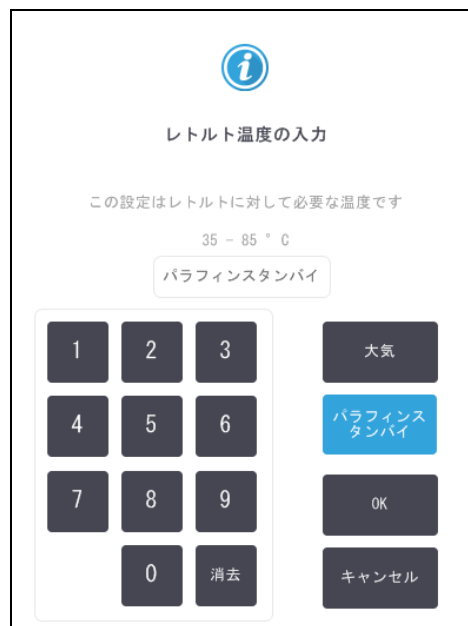 i
レトルト温度の入力
この設定はレトルトに対して必要な温度です
35 - 85 ° C
パラフィンスタンバイ
1 2 3 大気
4 5 6 パラフィンス
タンバイ
7 8 9 OK
0 消去 キャンセル